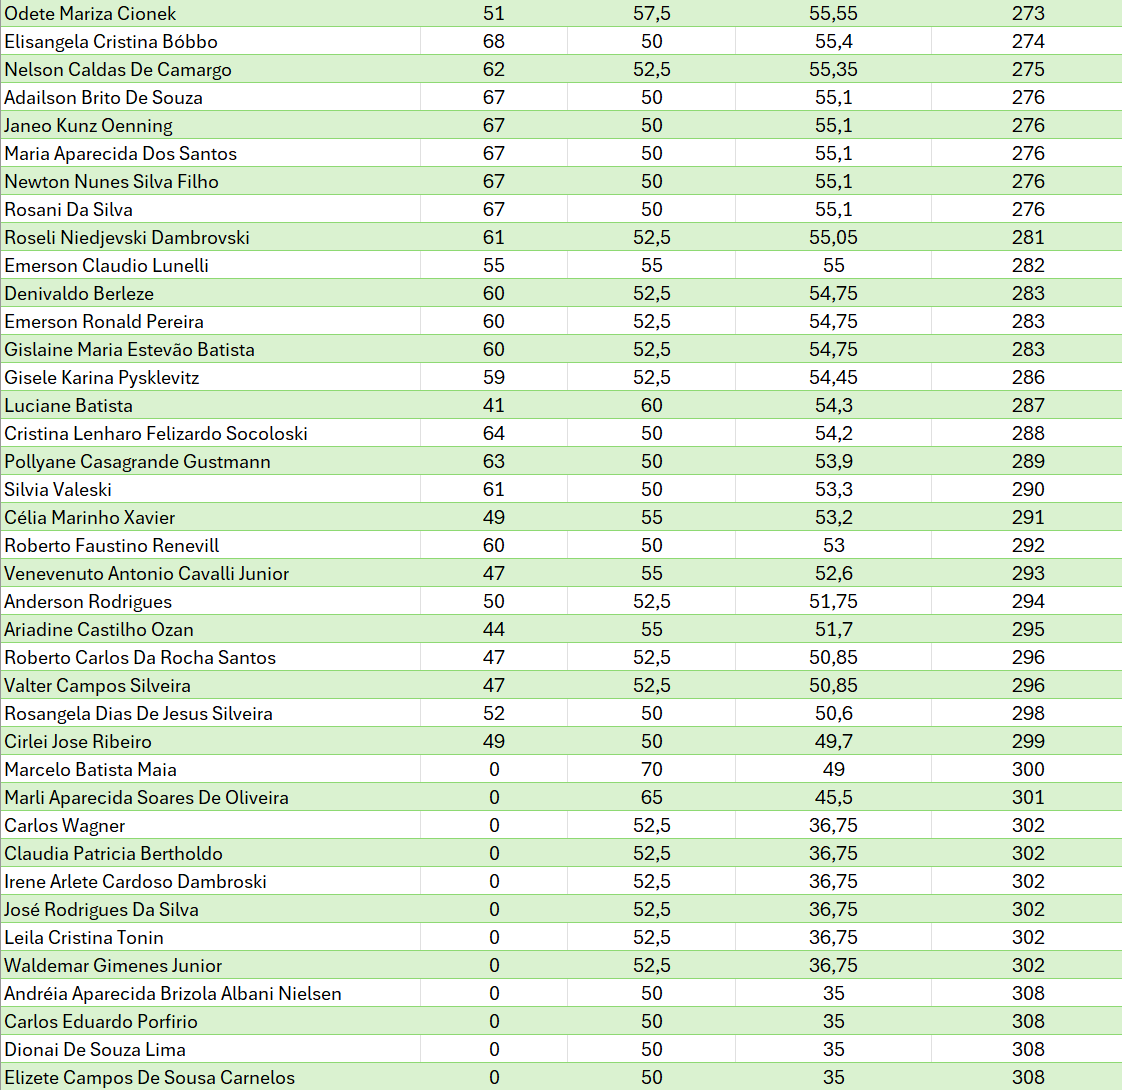 Odete Mariza Cionek 51 57,5 55,55 273
Elisangela Cristina Bóbbo 68 50 55,4 274
Nelson Caldas De Camargo 62 52,5 55,35 275
Adailson Brito De Souza 67 50 55,1 276
Janeo Kunz Oenning 67 50 55,1 276
Maria Aparecida Dos Santos 67 50 55,1 276
Newton Nunes Silva Filho 67 50 55,1 276
Rosani Da Silva 67 50 55,1 276
Roseli Niedjevski Dambrovski 61 52,5 55,05 281
Emerson Claudio Lunelli 55 55 55 282
Denivaldo Berleze 60 52,5 54,75 283
Emerson Ronald Pereira 60 52,5 54,75 283
Gislaine Maria Estevão Batista 60 52,5 54,75 283
Gisele Karina Pysklevitz 59 52,5 54,45 286
Luciane Batista 41 60 54,3 287
Cristina Lenharo Felizardo Socoloski 64 50 54,2 288
Pollyane Casagrande Gustmann 63 50 53,9 289
Silvia Valeski 61 50 53,3 290
Célia Marinho Xavier 49 55 53,2 291
Roberto Faustino Renevill 60 50 53 292
Venevenuto Antonio Cavalli Junior 47 55 52,6 293
Anderson Rodrigues 50 52,5 51,75 294
Ariadine Castilho Ozan 44 55 51,7 295
Roberto Carlos Da Rocha Santos 47 52,5 50,85 296
Valter Campos Silveira 47 52,5 50,85 296
Rosangela Dias De Jesus Silveira 52 50 50,6 298
Cirlei Jose Ribeiro 49 50 49,7 299
Marcelo Batista Maia 0 70 49 300
Marli Aparecida Soares De Oliveira 0 65 45,5 301
Carlos Wagner 0 52,5 36,75 302
Claudia Patricia Bertholdo 0 52,5 36,75 302
Irene Arlete Cardoso Dambroski 0 52,5 36,75 302
José Rodrigues Da Silva 0 52,5 36,75 302
Leila Cristina Tonin 0 52,5 36,75 302
Waldemar Gimenes Junior 0 52,5 36,75 302
Andréia Aparecida Brizola Albani Nielsen 0 50 35 308
Carlos Eduardo Porfirio 0 50 35 308
Dionai De Souza Lima 0 50 35 308
Elizete Campos De Sousa Carnelos 0 50 35 308